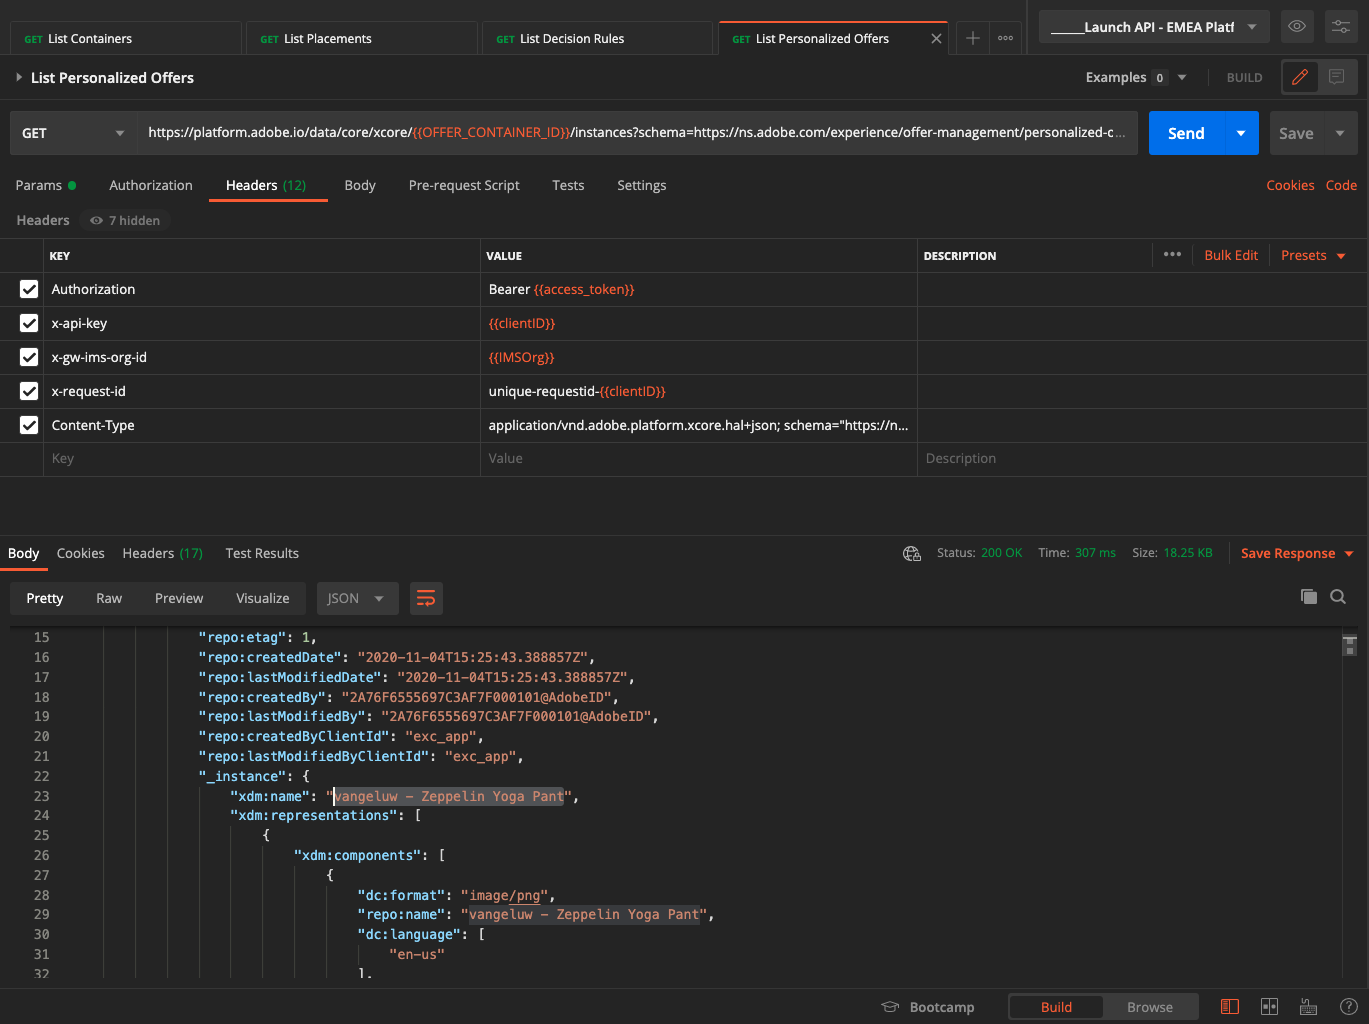 GET List Containers GET List Placements GET List Decision Rules GET List Personalized Offers
_____Launch API - EMEA Platf
List Personalized Offers Examples 0 BUILD
GET https://platform.adobe.io/data/core/xcore/{{OFFER_CONTAINER_ID}}/instances?schema=https://ns.adobe.com/experience/offer-management/personalized-c... Send Save
Params Authorization Headers (12) Body Pre-request Script Tests Settings Cookies Code
Headers 7 hidden
KEY VALUE DESCRIPTION ••• Bulk Edit Presets
Authorization Bearer {{access_token}}
x-api-key {{clientID}}
x-gw-ims-org-id {{IMSOrg}}
x-request-id unique-requestid-{{clientID}}
Content-Type application/vnd.adobe.platform.xcore.hal+json; schema="https://n...
Key Value Description
Body Cookies Headers (17) Test Results Status: 200 OK Time: 307 ms Size: 18.25 KB Save Response
Pretty Raw Preview Visualize JSON
15 "repo:etag": 1,
16 "repo:createdDate": "2020-11-04T15:25:43.388857Z",
17 "repo:lastModifiedDate": "2020-11-04T15:25:43.388857Z",
18 "repo:createdBy": "2A76F6555697C3AF7F000101@AdobeID",
19 "repo:lastModifiedBy": "2A76F6555697C3AF7F000101@AdobeID",
20 "repo:createdByClientId": "exc_app",
21 "repo:lastModifiedByClientId": "exc_app",
22 "_instance": {
23 "xdm:name": "vangeluw - Zeppelin Yoga Pant",
24 "xdm:representations": [
25 {
26 "xdm:components": [
27 {
28 "dc:format": "image/png",
29 "repo:name": "vangeluw - Zeppelin Yoga Pant",
30 "dc:language": [
31 "en-us"
32 ],
Bootcamp Build Browse